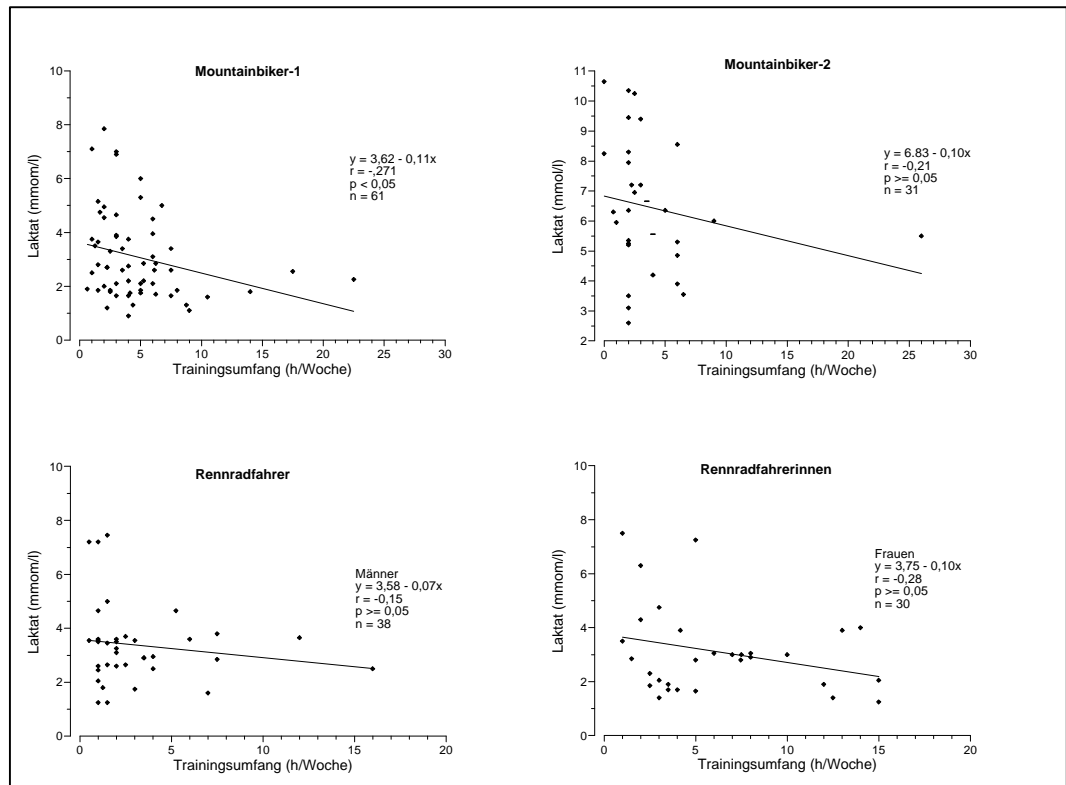 Mountainbiker-1
10
8
6
4
2
0
Laktat (mmom/l)
y = 3,62 - 0,11x
r = -,271
p < 0,05
n = 61
0 5 10 15 20 25 30
Trainingsumfang (h/Woche)
Mountainbiker-2
11
10
9
8
7
6
5
4
3
2
Laktat (mmol/l)
y = 6.83 - 0,10x
r = -0,21
p >= 0,05
n = 31
0 5 10 15 20 25 30
Trainingsumfang (h/Woche)
Rennradfahrer
10
8
6
4
2
0
Laktat (mmom/l)
Männer
y = 3,58 - 0,07x
r = -0,15
p >= 0,05
n = 38
0 5 10 15 20
Trainingsumfang (h/Woche)
Rennradfahrerinnen
10
8
6
4
2
0
Laktat (mmom/l)
Frauen
y = 3,75 - 0,10x
r = -0,28
p >= 0,05
n = 30
0 5 10 15 20
Trainingsumfang (h/Woche)